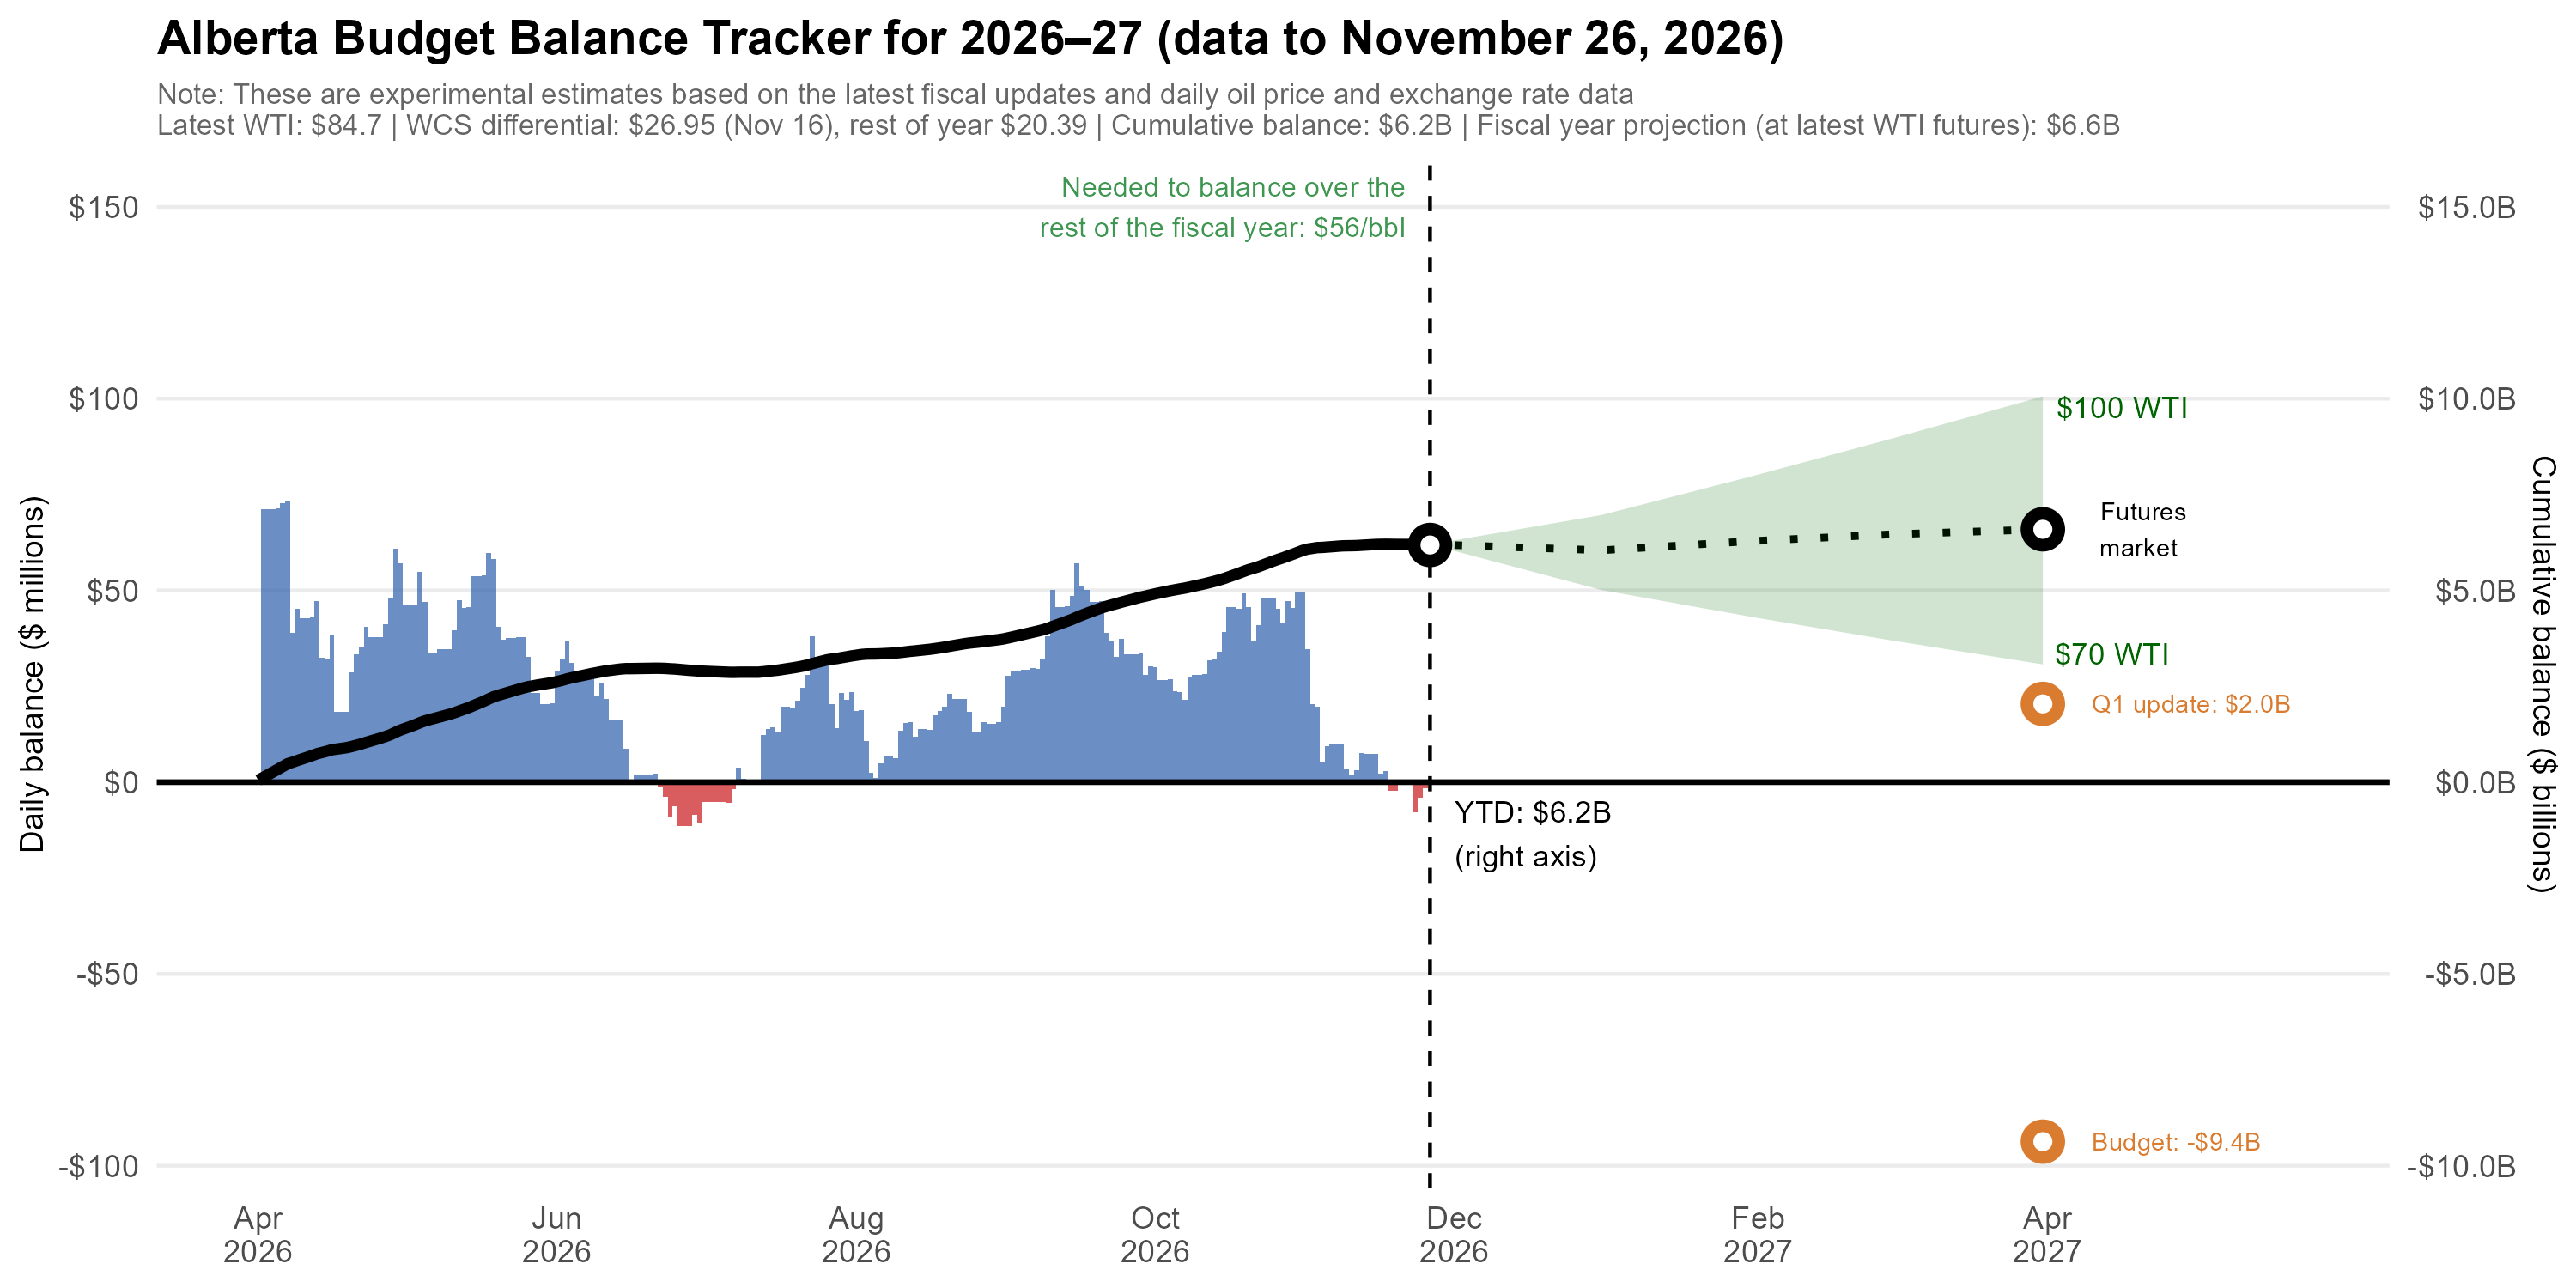 Alberta Budget Balance Tracker for 2026–27 (data to November 26, 2026)
Note: These are experimental estimates based on the latest fiscal updates and daily oil price and exchange rate data
Latest WTI: $84.7 | WCS differential: $26.95 (Nov 16), rest of year $20.39 | Cumulative balance: $6.2B | Fiscal year projection (at latest WTI futures): $6.6B
Needed to balance over the
rest of the fiscal year: $56/bbl
Daily balance ($ millions)
$150
$100
$50
$0
-$50
-$100
$100 WTI
Futures
market
$70 WTI
Q1 update: $2.0B
YTD: $6.2B
(right axis)
Budget: -$9.4B
$15.0B
$10.0B
$5.0B
$0.0B
-$5.0B
-$10.0B
Cumulative balance ($ billions)
Apr
2026
Jun
2026
Aug
2026
Oct
2026
Dec
2026
Feb
2027
Apr
2027